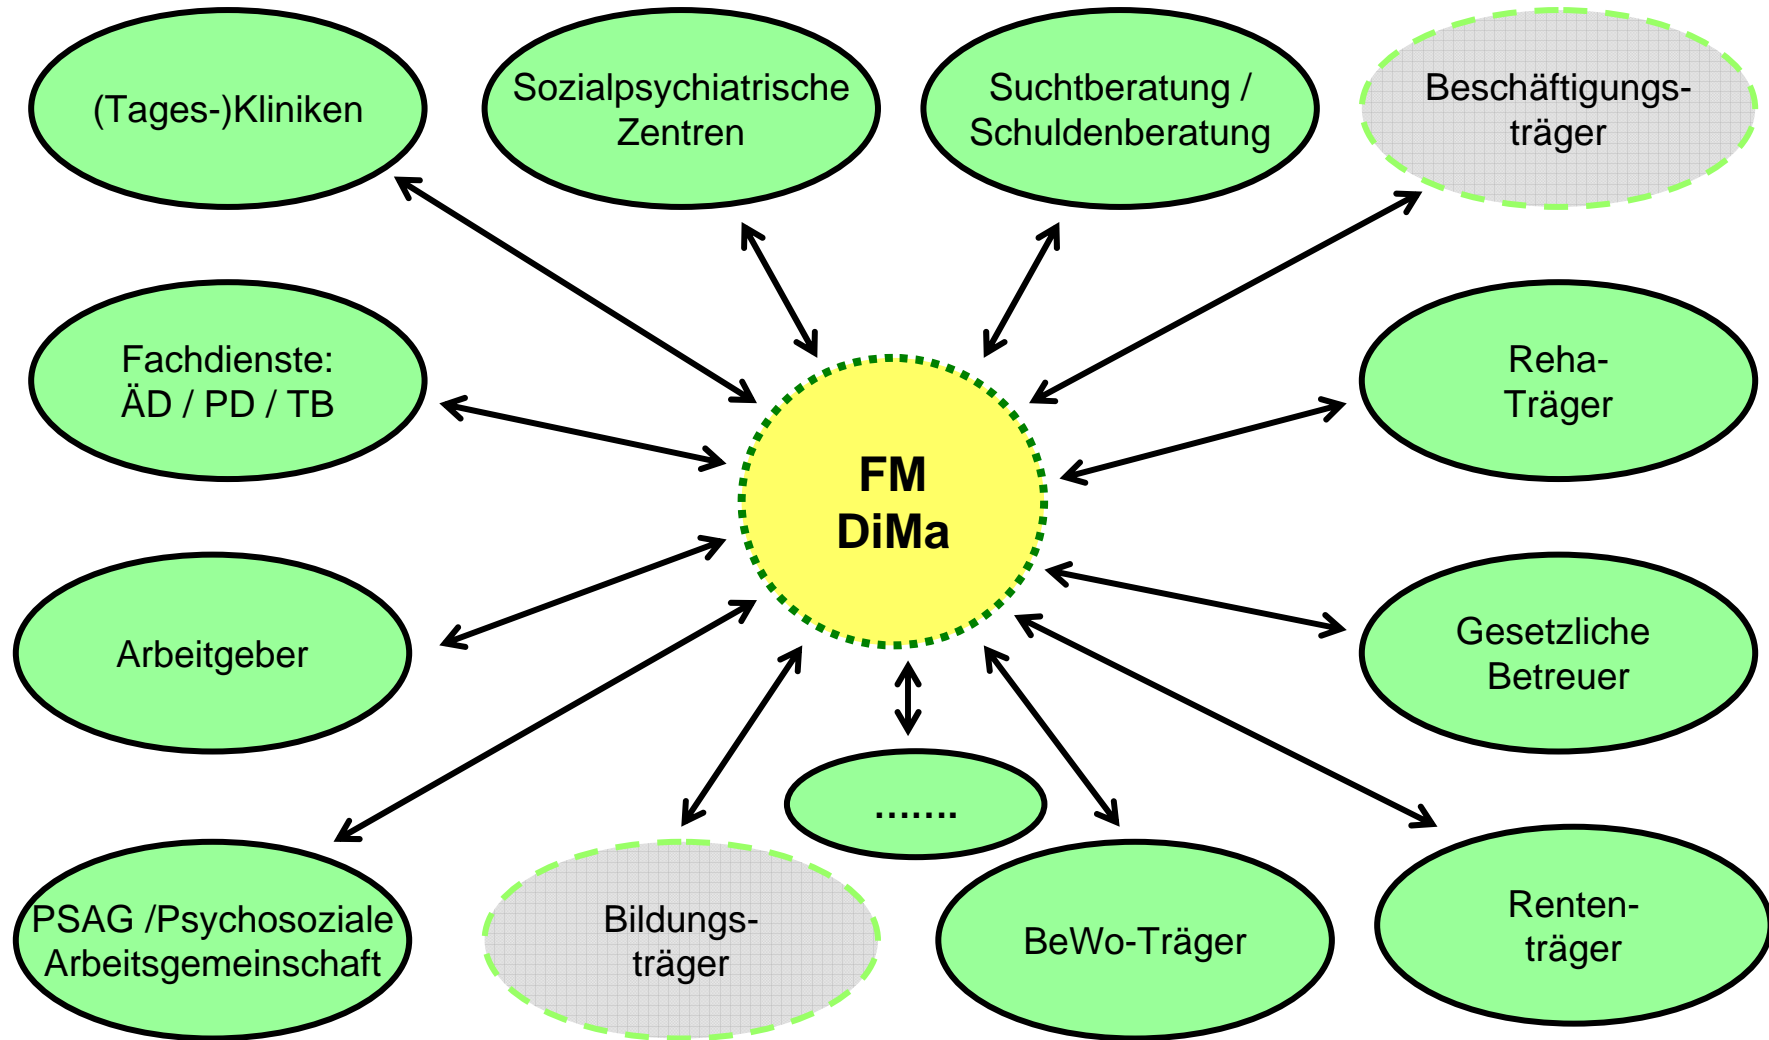 (Tages-)Kliniken
Sozialpsychiatrische
Zentren
Suchtberatung /
Schuldenberatung
Beschäftigungs-
träger
Fachdienste:
ÄD / PD / TB
Reha-
Träger
FM
DiMa
Arbeitgeber
Gesetzliche
Betreuer
…….
PSAG /Psychosoziale
Arbeitsgemeinschaft
Bildungs-
träger
BeWo-Träger
Renten-
träger